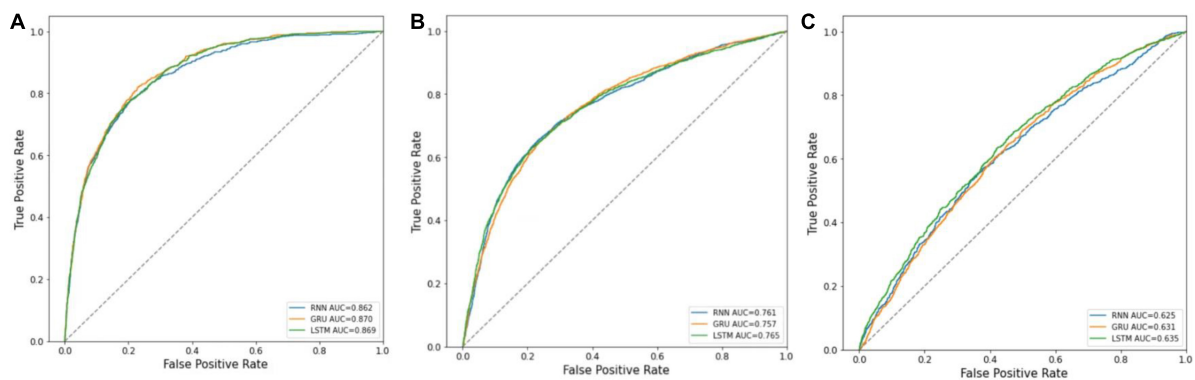 A
True Positive Rate
1.0
0.8
0.6
0.4
0.2
0.0
0.0 0.2 0.4 0.6 0.8 1.0
False Positive Rate
RNN AUC=0.862
GRU AUC=0.870
LSTM AUC=0.869
B
True Positive Rate
1.0
0.8
0.6
0.4
0.2
0.0
0.0 0.2 0.4 0.6 0.8 1.0
False Positive Rate
RNN AUC=0.761
GRU AUC=0.757
LSTM AUC=0.765
C
True Positive Rate
1.0
0.8
0.6
0.4
0.2
0.0
0.0 0.2 0.4 0.6 0.8 1.0
False Positive Rate
RNN AUC=0.625
GRU AUC=0.631
LSTM AUC=0.635